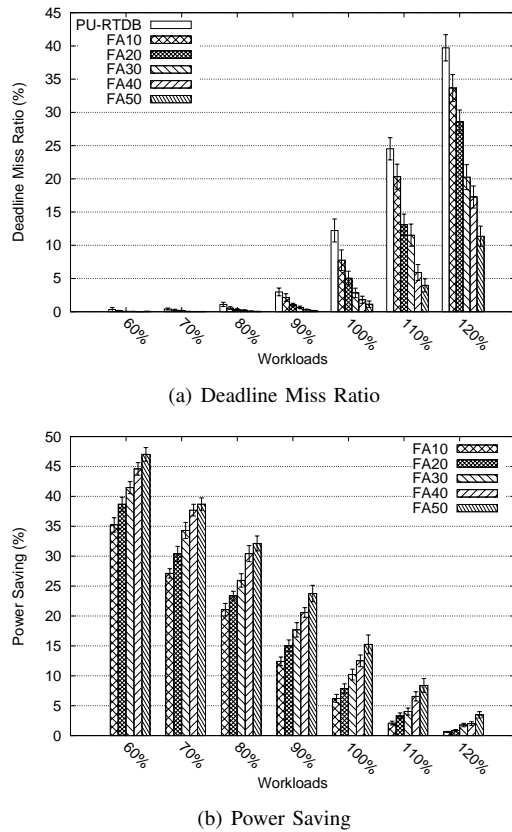 PU-RTDB
FA10
FA20
FA30
FA40
FA50
45
40
35
30
25
20
15
10
5
0
Deadline Miss Ratio (%)
60%
70%
80%
90%
100%
110%
120%
Workloads
(a) Deadline Miss Ratio
FA10
FA20
FA30
FA40
FA50
50
45
40
35
30
25
20
15
10
5
0
Power Saving (%)
60%
70%
80%
90%
100%
110%
120%
Workloads
(b) Power Saving